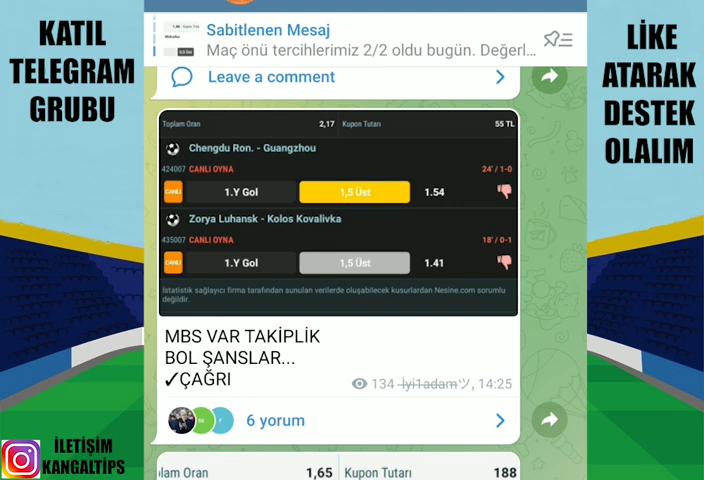 KATIL
TELEGRAM
GRUBU
LİKE
ATARAK
DESTEK
OLALIM
Sabitlenen Mesaj
Maç önü tercihlerimiz 2/2 oldu bugün. Değerl...
Leave a comment
Toplam Oran 2,17 Kupon Tutarı 55 TL
Chengdu Ron. - Guangzhou
424007 CANLI OYNA 24' / 1-0
CANLI 1.Y Gol 1,5 Üst 1.54
Zorya Luhansk - Kolos Kovalivka
435007 CANLI OYNA 18' / 0-1
CANLI 1.Y Gol 1,5 Üst 1.41
İstatistik sağlayıcı firma tarafından sunulan verilerde oluşabilecek kusurlardan Nesine.com sorumlu
değildir.
MBS VAR TAKİPLİK
BOL ŞANSLAR...
✓ÇAĞRI
134 İyi1adamツ, 14:25
6 yorum
plam Oran 1,65 Kupon Tutarı 188
İLETİŞİM
KANGALTİPS